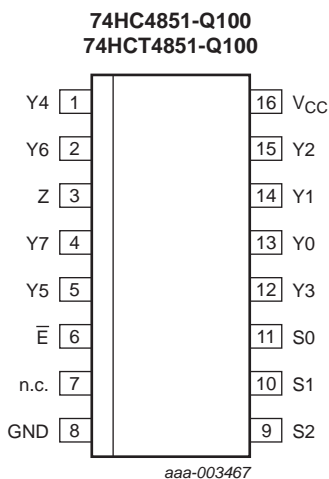 74HC4851-Q100
74HCT4851-Q100
Y4 1 16 VCC
Y6 2 15 Y2
Z 3 14 Y1
Y7 4 13 Y0
Y5 5 12 Y3
E̅ 6 11 S0
n.c. 7 10 S1
GND 8 9 S2
aaa-003467